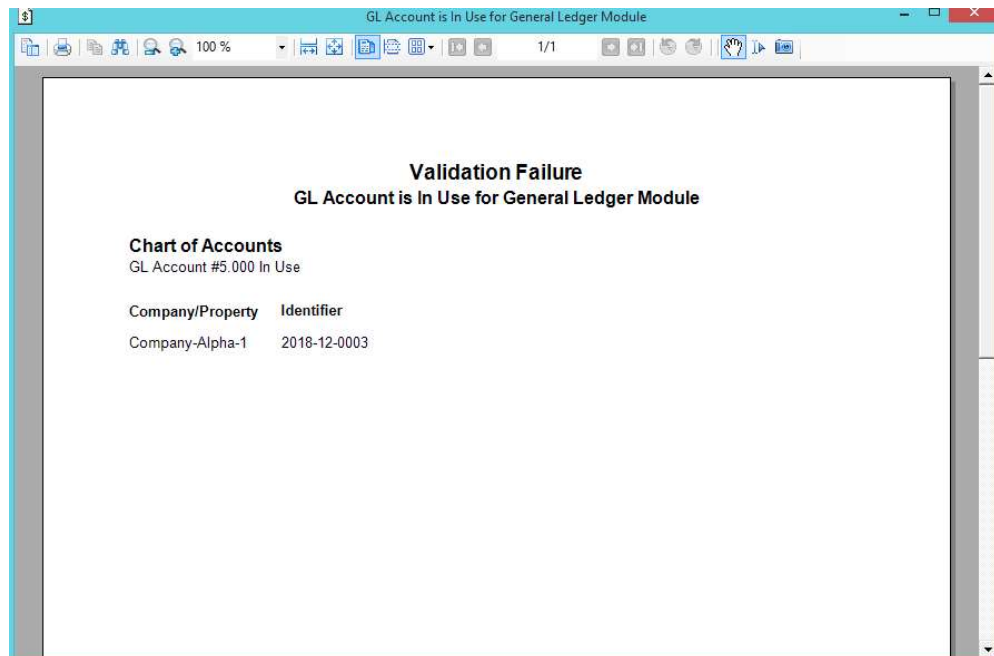 GL Account is In Use for General Ledger Module
100 %
1/1
Validation Failure
GL Account is In Use for General Ledger Module
Chart of Accounts
GL Account #5.000 In Use
Company/Property Identifier
Company-Alpha-1 2018-12-0003